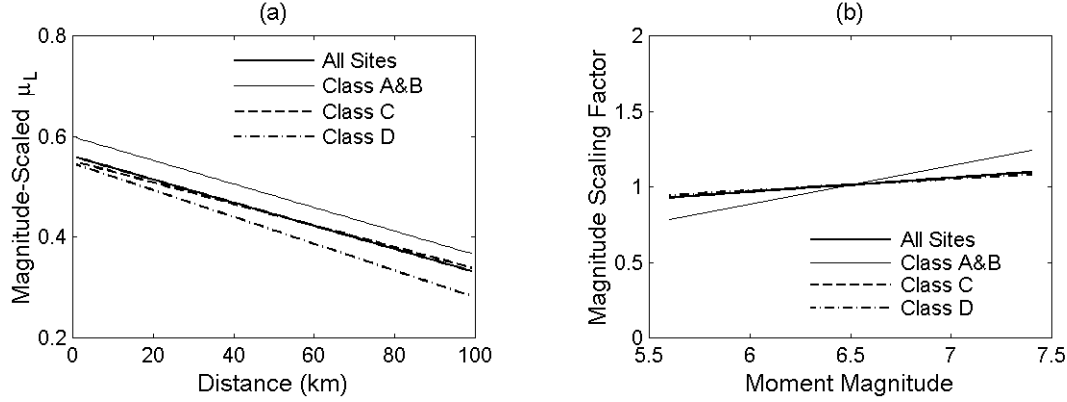 (a)
0.8
0.6
0.4
0.2
Magnitude-Scaled μL
All Sites
Class A&B
Class C
Class D
0 20 40 60 80 100
Distance (km)
(b)
2
1.5
1
0.5
0
Magnitude Scaling Factor
All Sites
Class A&B
Class C
Class D
5.5 6 6.5 7 7.5
Moment Magnitude